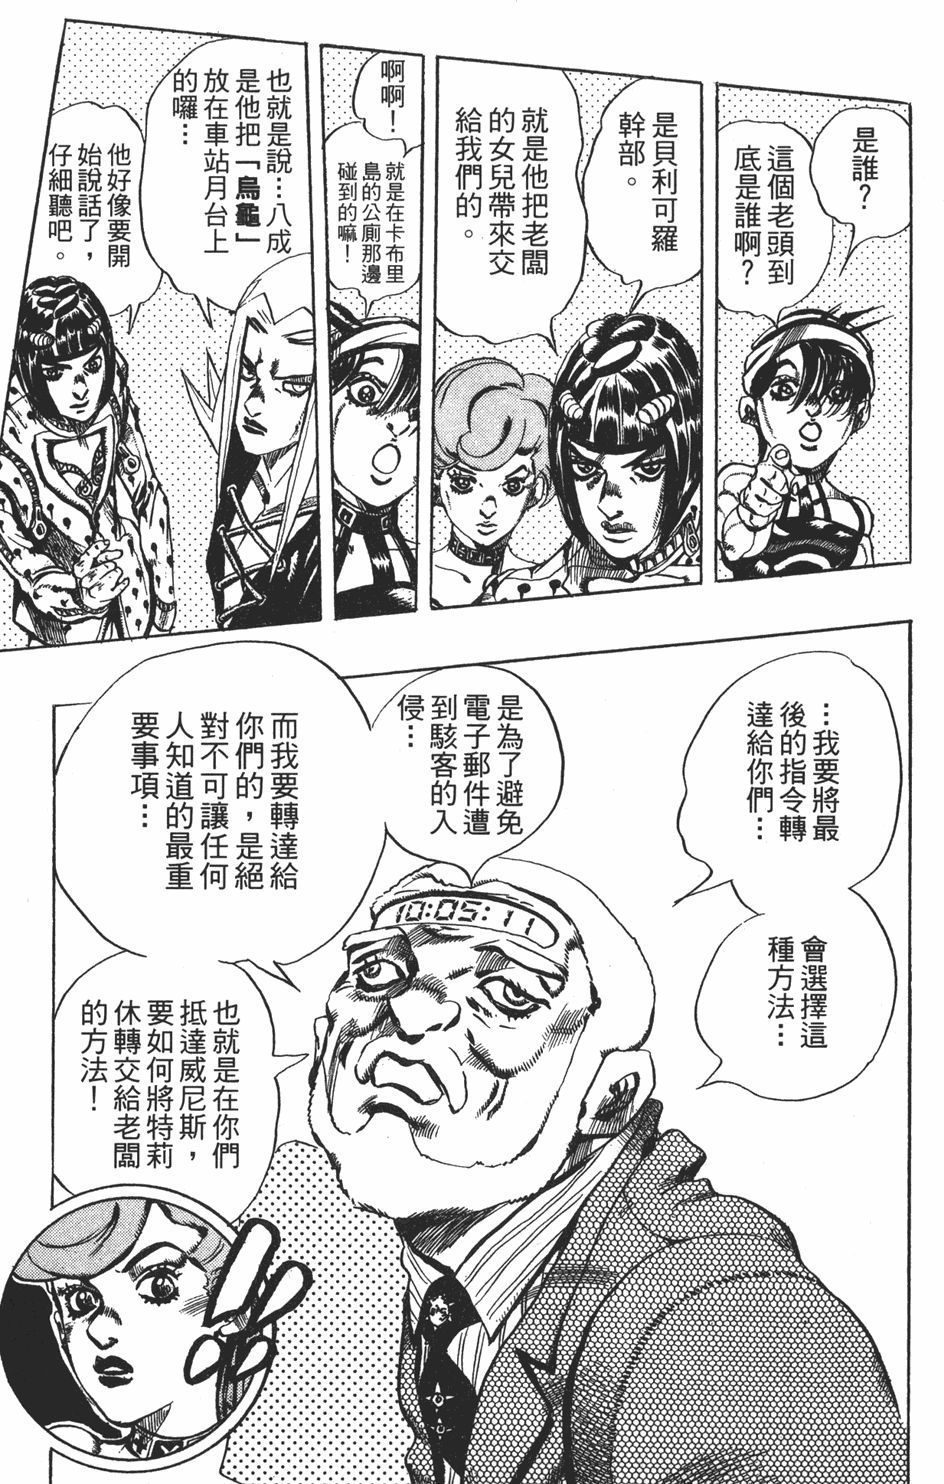 是誰?
這個老頭到
底是誰啊?
是貝利可羅
幹部。
就是他把老闆
的女兒帶來交
給我們的。
啊啊!
就是在卡布里
島的公廁那邊
碰到的嘛!
也就是說…八成
是他把「烏龜」
放在車站月台上
的囉…
他好像要開
始說話了,
仔細聽吧。
…我要將最
後的指令轉
達給你們…
會選擇這
種方法…
是為了避免
電子郵件遭
到駭客的入
侵…
而我要轉達給
你們的,是絕
對不可讓任何
人知道的最重
要事項…
也就是在你們
抵達威尼斯,
要如何將特莉
休轉交給老闆
的方法!
10:05:11
!!